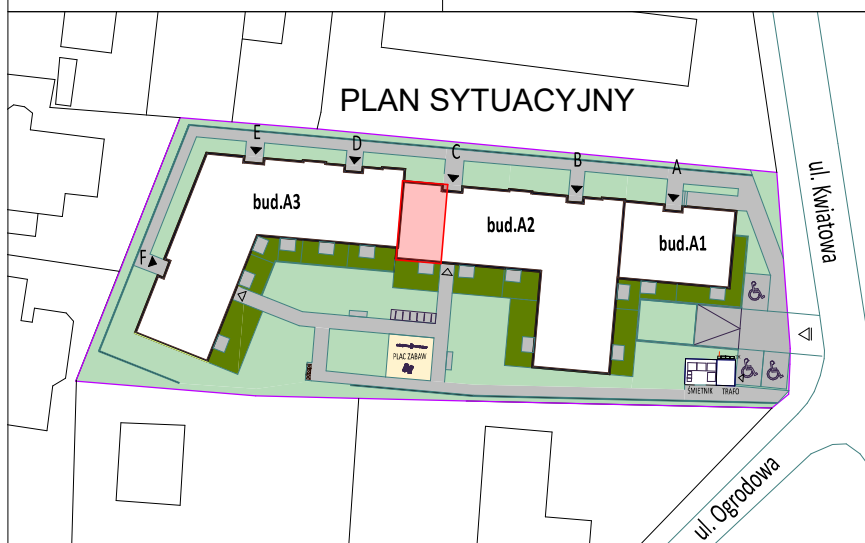 PLAN SYTUACYJNY
E
D
C
B
A
bud.A3
bud.A2
bud.A1
ul. Kwiatowa
F
PLAC ZABAW
ŚMIETNIK
TRAFO
ul. Ogrodowa